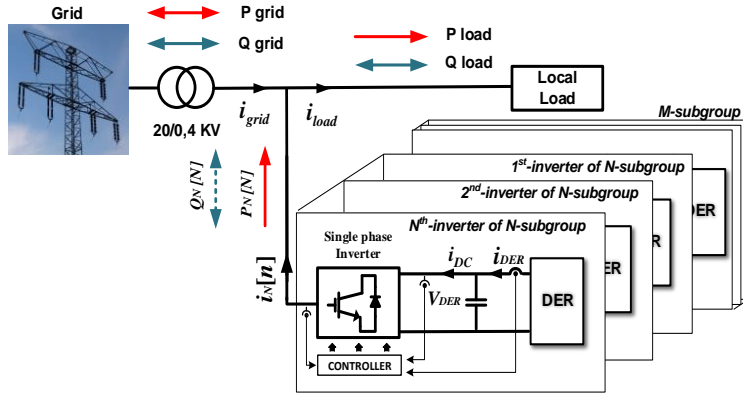 Grid
P grid
Q grid
P load
Q load
Local
Load
20/0,4 KV
i_grid
i_load
M-subgroup
1st-inverter of N-subgroup
2nd-inverter of N-subgroup
Nth-inverter of N-subgroup
Q_N [N]
P_N [N]
i_N[n]
Single phase
Inverter
i_DC
i_DER
V_DER
DER
DER
DER
DER
CONTROLLER